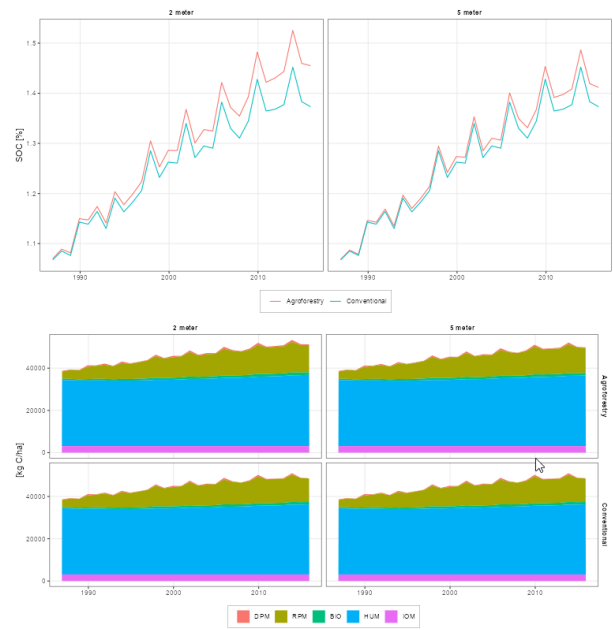 2 meter
5 meter
SOC [%]
1.5
1.4
1.3
1.2
1.1
1990
2000
2010
1990
2000
2010
Agroforestry
Conventional
2 meter
5 meter
[kg C/ha]
40000
20000
0
Agroforestry
40000
20000
0
Conventional
1990
2000
2010
1990
2000
2010
DPM
RPM
BIO
HUM
IOM